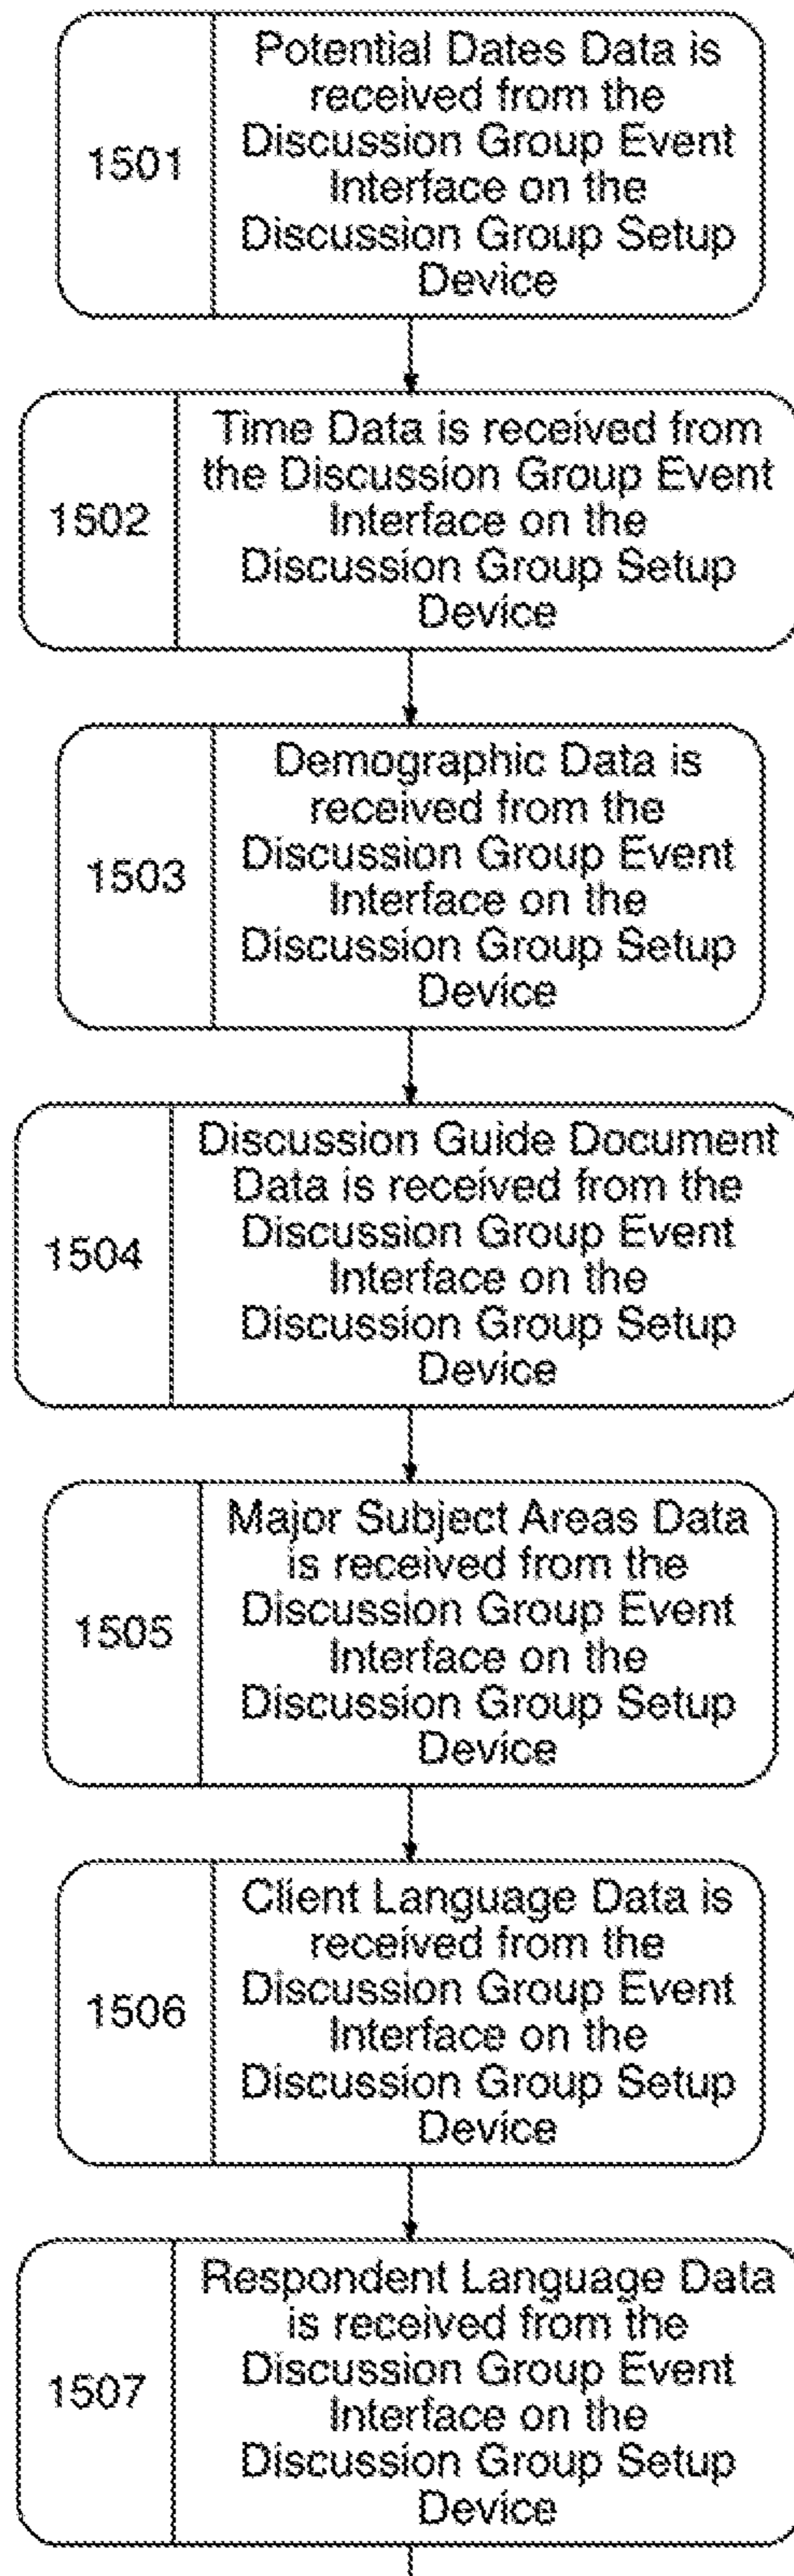 1501
Potential Dates Data is
received from the
Discussion Group Event
Interface on the
Discussion Group Setup
Device
1502
Time Data is received from
the Discussion Group Event
Interface on the
Discussion Group Setup
Device
1503
Demographic Data is
received from the
Discussion Group Event
Interface on the
Discussion Group Setup
Device
1504
Discussion Guide Document
Data is received from the
Discussion Group Event
Interface on the
Discussion Group Setup
Device
1505
Major Subject Areas Data
is received from the
Discussion Group Event
Interface on the
Discussion Group Setup
Device
1506
Client Language Data is
received from the
Discussion Group Event
Interface on the
Discussion Group Setup
Device
1507
Respondent Language Data
is received from the
Discussion Group Event
Interface on the
Discussion Group Setup
Device